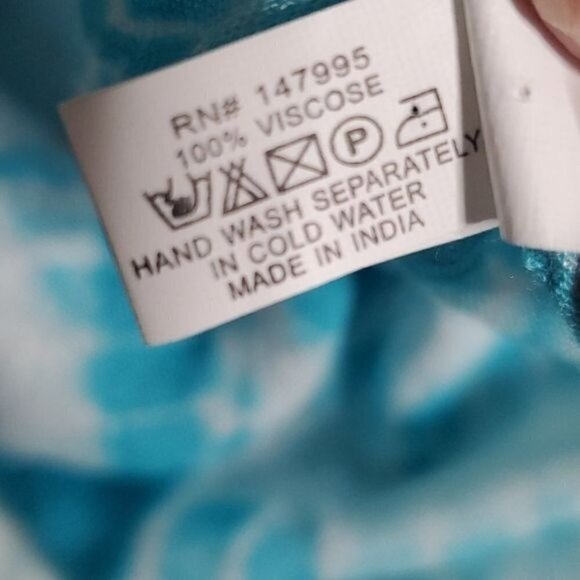 RN# 147995
100% VISCOSE
P
HAND WASH SEPARATELY
IN COLD WATER
MADE IN INDIA